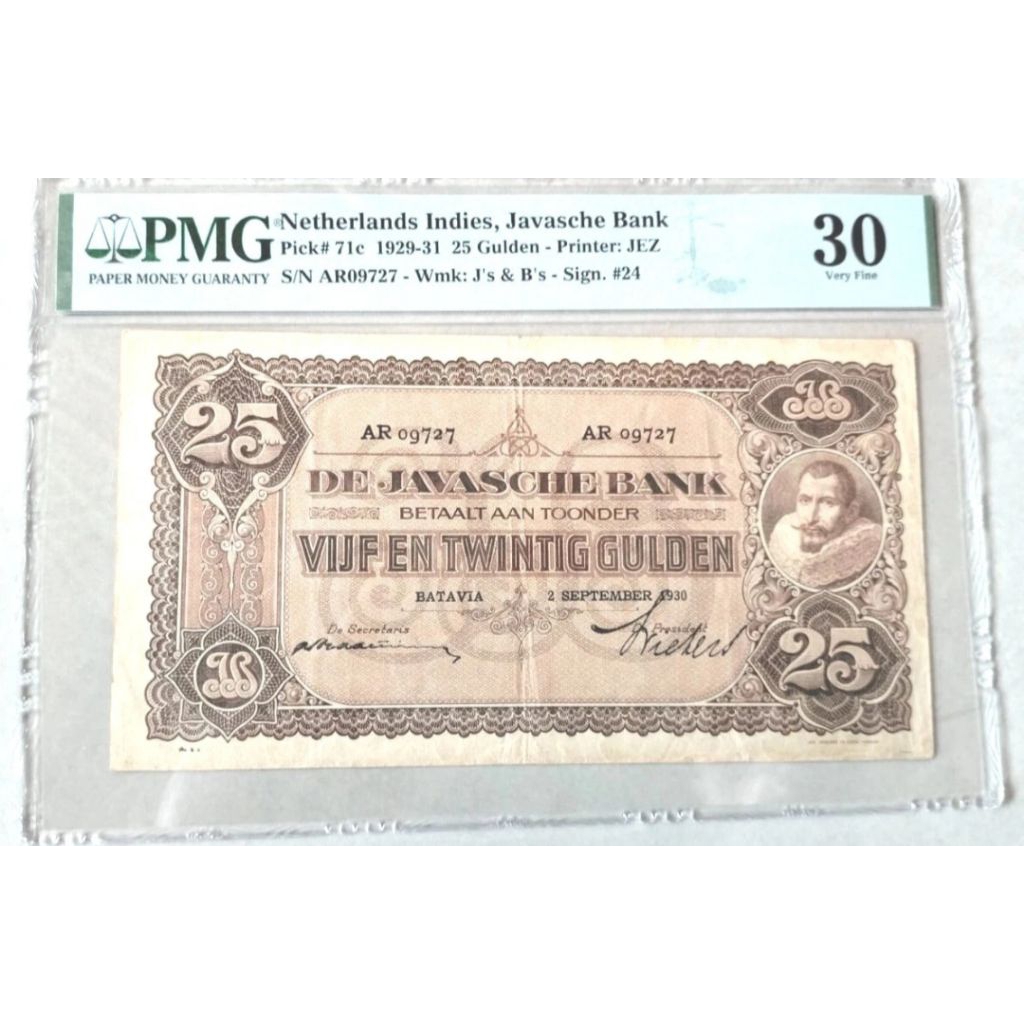 PMG
PAPER MONEY GUARANTY
Netherlands Indies, Javasche Bank
Pick# 71c 1929-31 25 Gulden - Printer: JEZ
S/N AR09727 - Wmk: J's & B's - Sign. #24
30
Very Fine
25
AR 09727 AR 09727
DE JAVASCHE BANK
BETAALT AAN TOONDER
VIJF EN TWINTIG GULDEN
BATAVIA 2 SEPTEMBER 1930
De Secretaris President
25